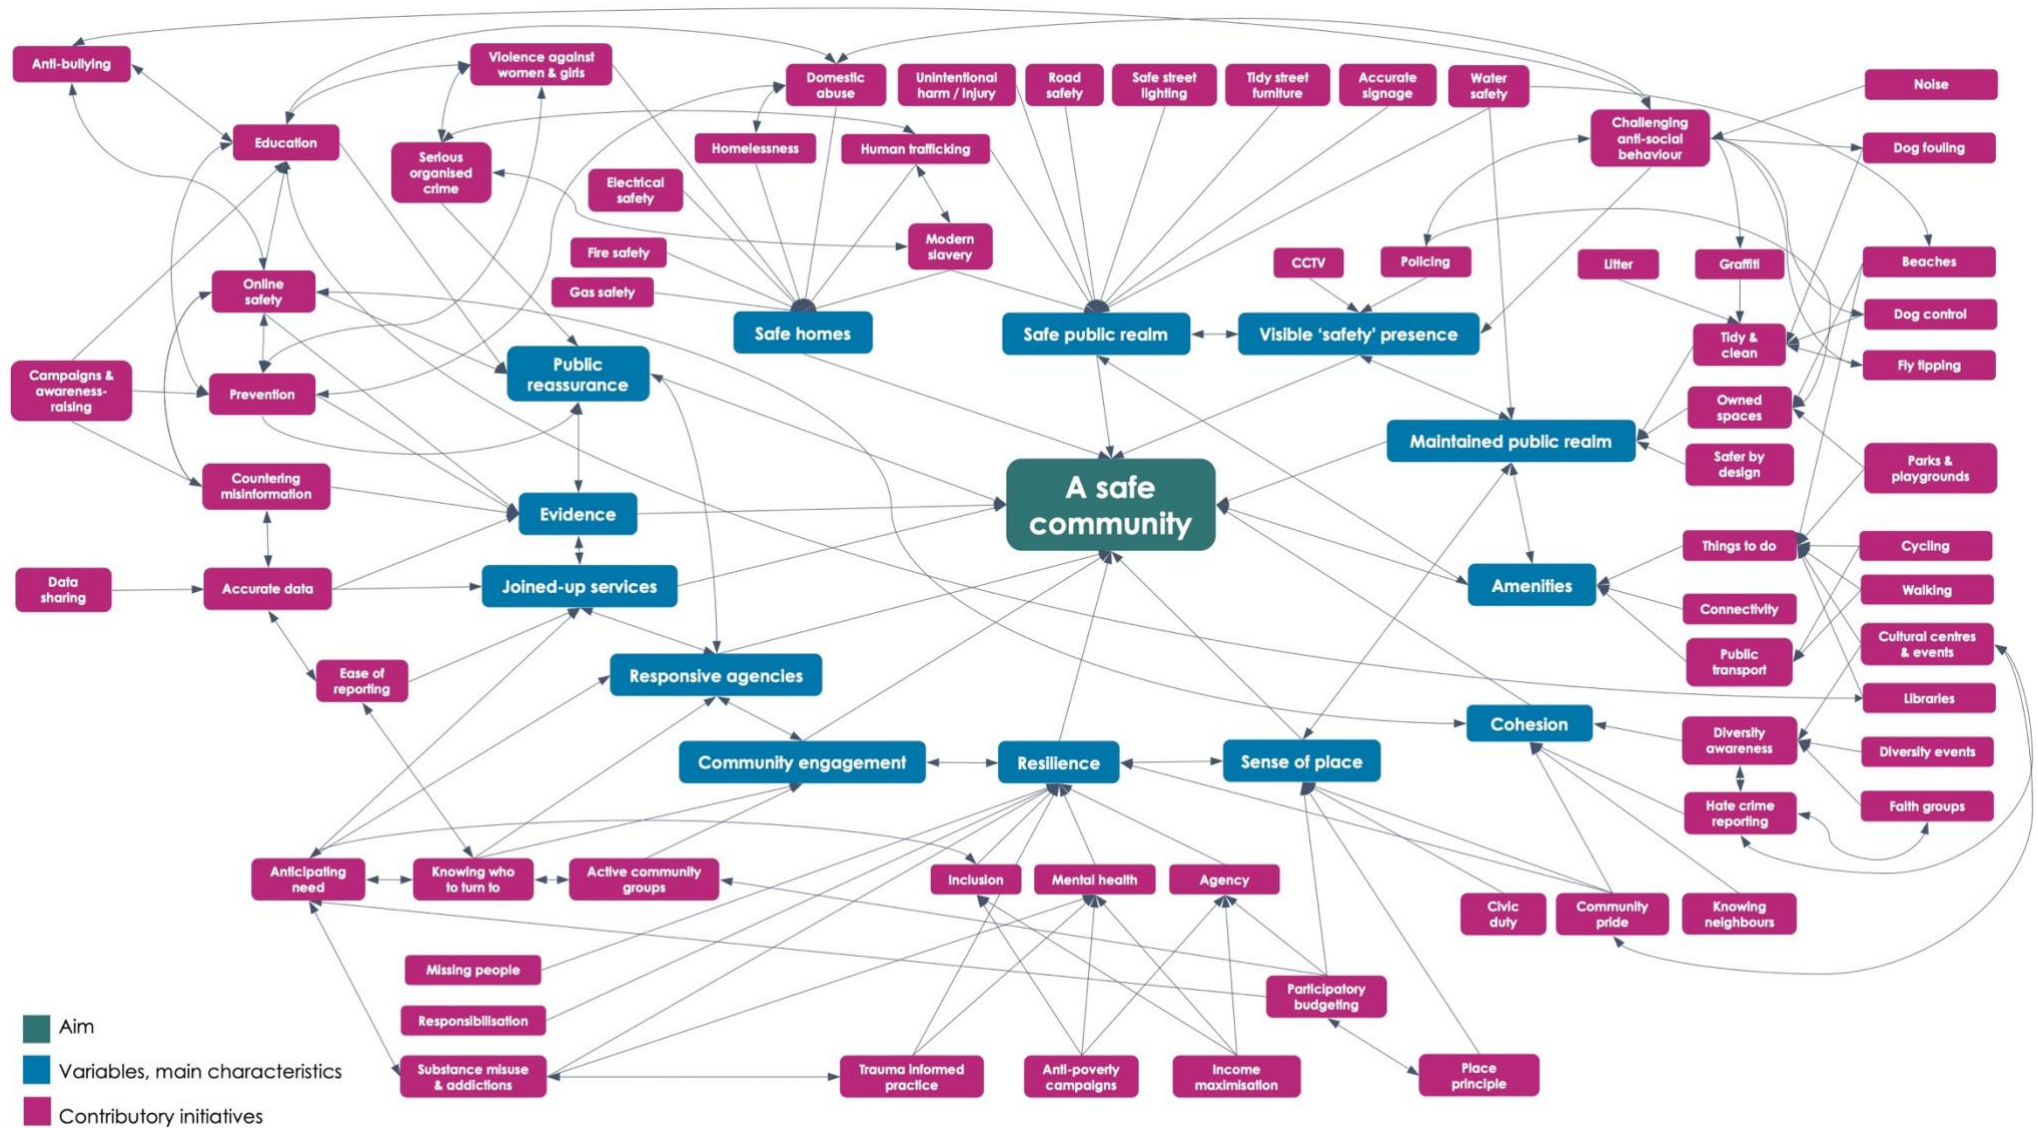 Anti-bullying
Violence against
women & girls
Domestic
abuse
Unintentional
harm / injury
Road
safety
Safe street
lighting
Tidy street
furniture
Accurate
signage
Water
safety
Noise
Education
Serious
organised
crime
Homelessness
Human trafficking
Challenging
anti-social
behaviour
Dog fouling
Electrical
safety
Modern
slavery
Fire safety
Gas safety
CCTV
Policing
Litter
Graffiti
Beaches
Online
safety
Safe homes
Safe public realm
Visible ‘safety’ presence
Tidy &
clean
Dog control
Fly tipping
Campaigns &
awareness-
raising
Prevention
Public
reassurance
Owned
spaces
Maintained public realm
Safer by
design
Parks &
playgrounds
Countering
misinformation
Evidence
A safe
community
Things to do
Cycling
Data
sharing
Accurate data
Joined-up services
Amenities
Connectivity
Walking
Ease of
reporting
Responsive agencies
Public
transport
Cultural centres
& events
Libraries
Community engagement
Resilience
Sense of place
Cohesion
Diversity
awareness
Diversity events
Hate crime
reporting
Faith groups
Anticipating
need
Knowing who
to turn to
Active community
groups
Inclusion
Mental health
Agency
Civic
duty
Community
pride
Knowing
neighbours
Missing people
Responsibilisation
Substance misuse
& addictions
Trauma informed
practice
Anti-poverty
campaigns
Income
maximisation
Participatory
budgeting
Place
principle
Aim
Variables, main characteristics
Contributory initiatives